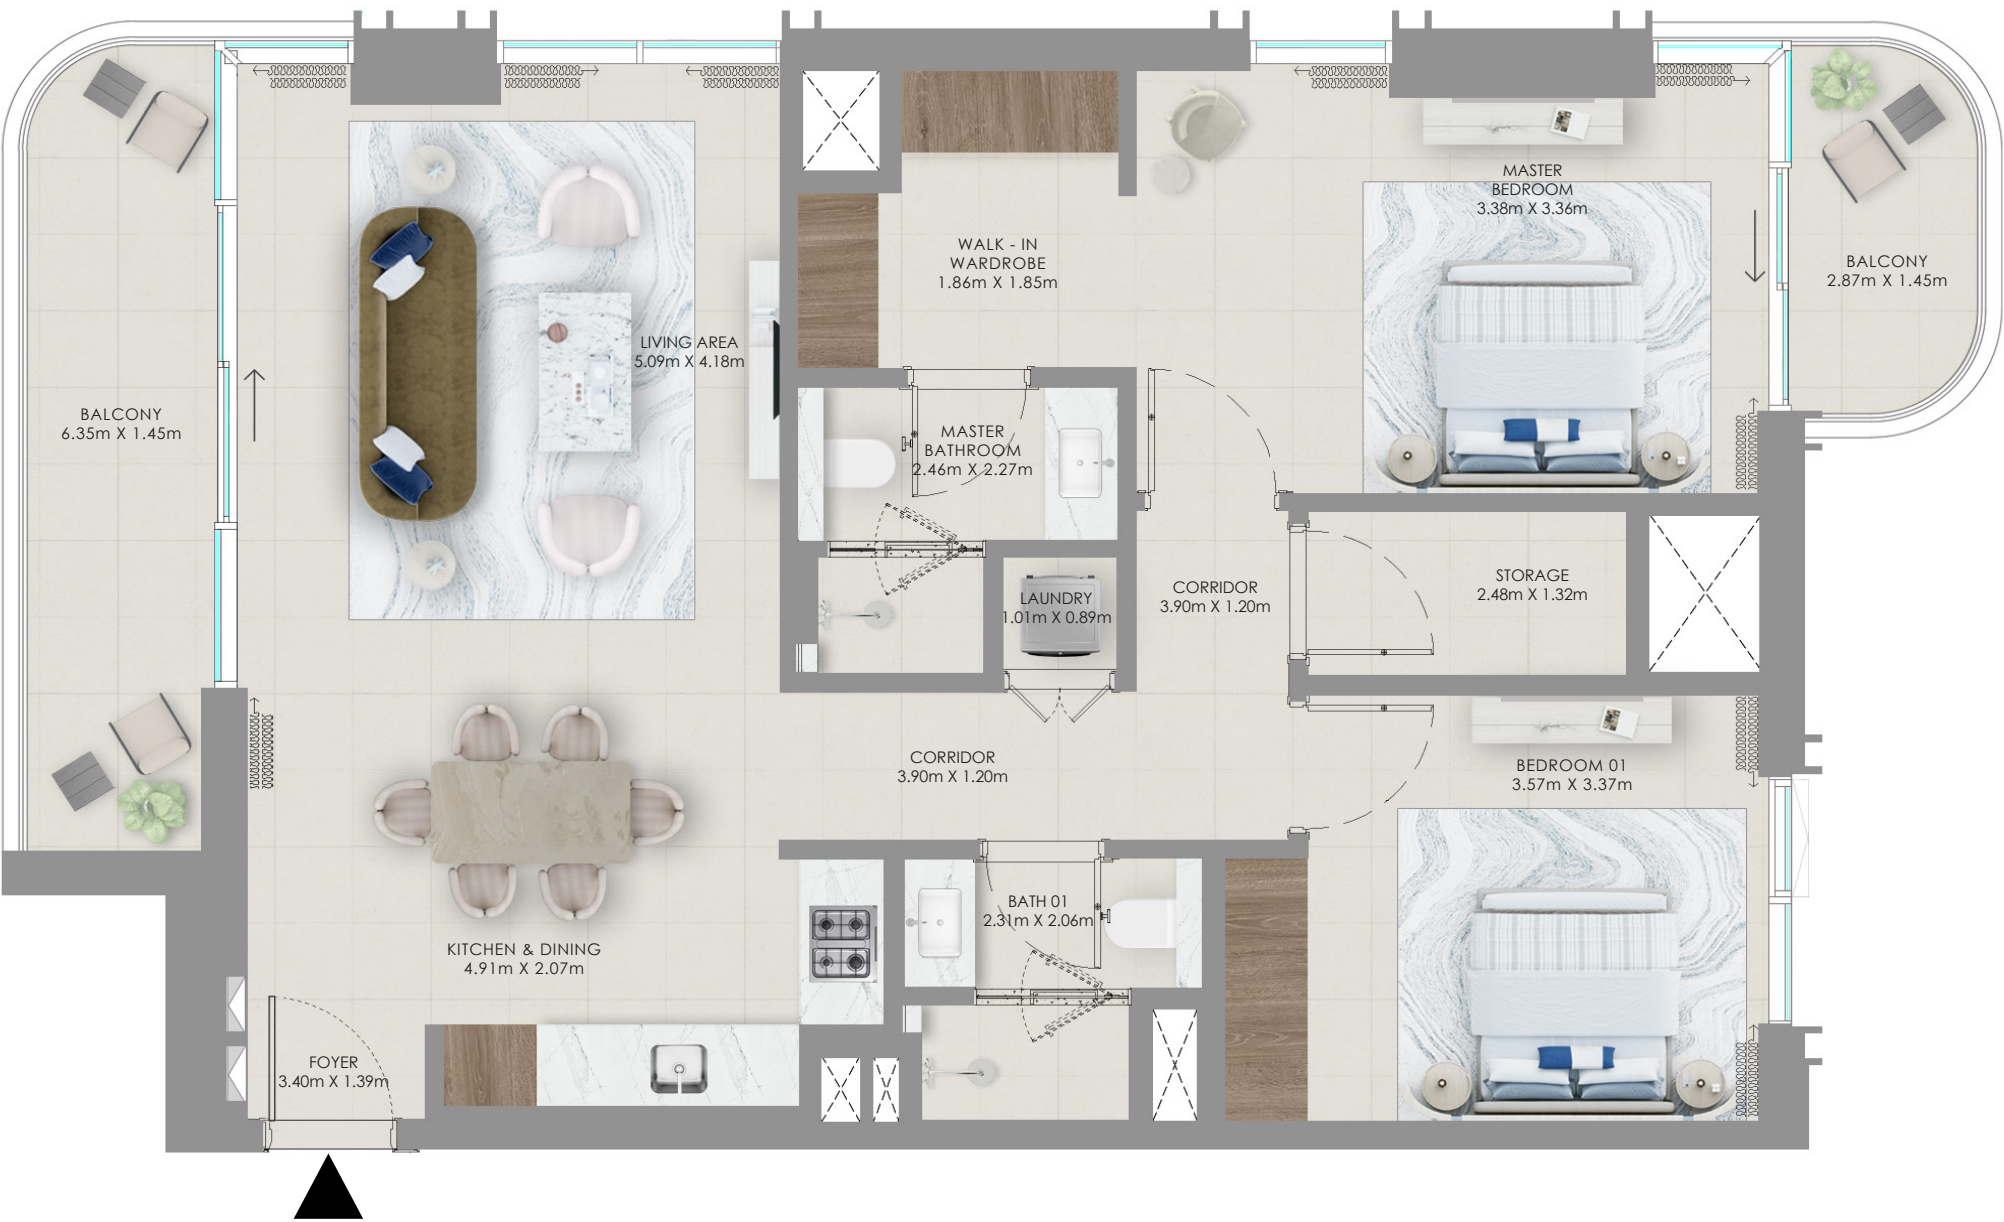 MASTER
BEDROOM
3.38m X 3.36m
WALK - IN
WARDROBE
1.86m X 1.85m
BALCONY
2.87m X 1.45m
LIVING AREA
5.09m X 4.18m
BALCONY
6.35m X 1.45m
MASTER
BATHROOM
2.46m X 2.27m
LAUNDRY
1.01m X 0.89m
CORRIDOR
3.90m X 1.20m
STORAGE
2.48m X 1.32m
CORRIDOR
3.90m X 1.20m
BEDROOM 01
3.57m X 3.37m
BATH 01
2.31m X 2.06m
KITCHEN & DINING
4.91m X 2.07m
FOYER
3.40m X 1.39m